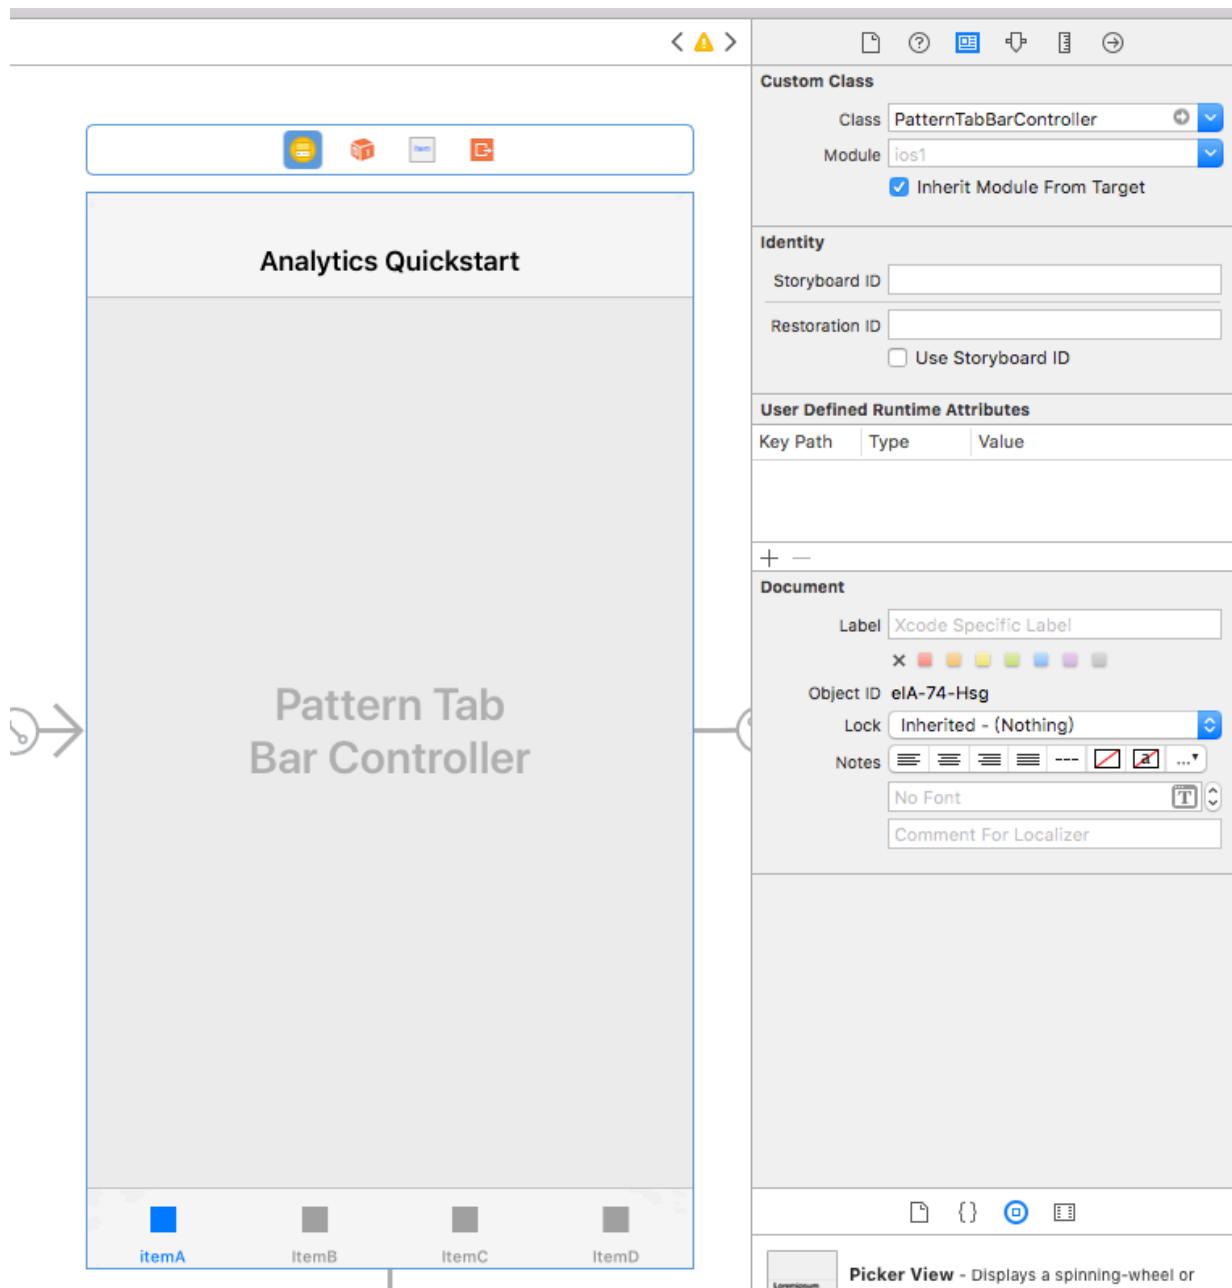 Custom Class
Class PatternTabBarController
Module ios1
Inherit Module From Target
Identity
Storyboard ID
Restoration ID
Use Storyboard ID
User Defined Runtime Attributes
Key Path Type Value
Document
Label Xcode Specific Label
Object ID eIA-74-Hsg
Lock Inherited - (Nothing)
Notes
No Font
Comment For Localizer
Picker View - Displays a spinning-wheel or
Analytics Quickstart
Pattern Tab
Bar Controller
itemA ItemB ItemC ItemD